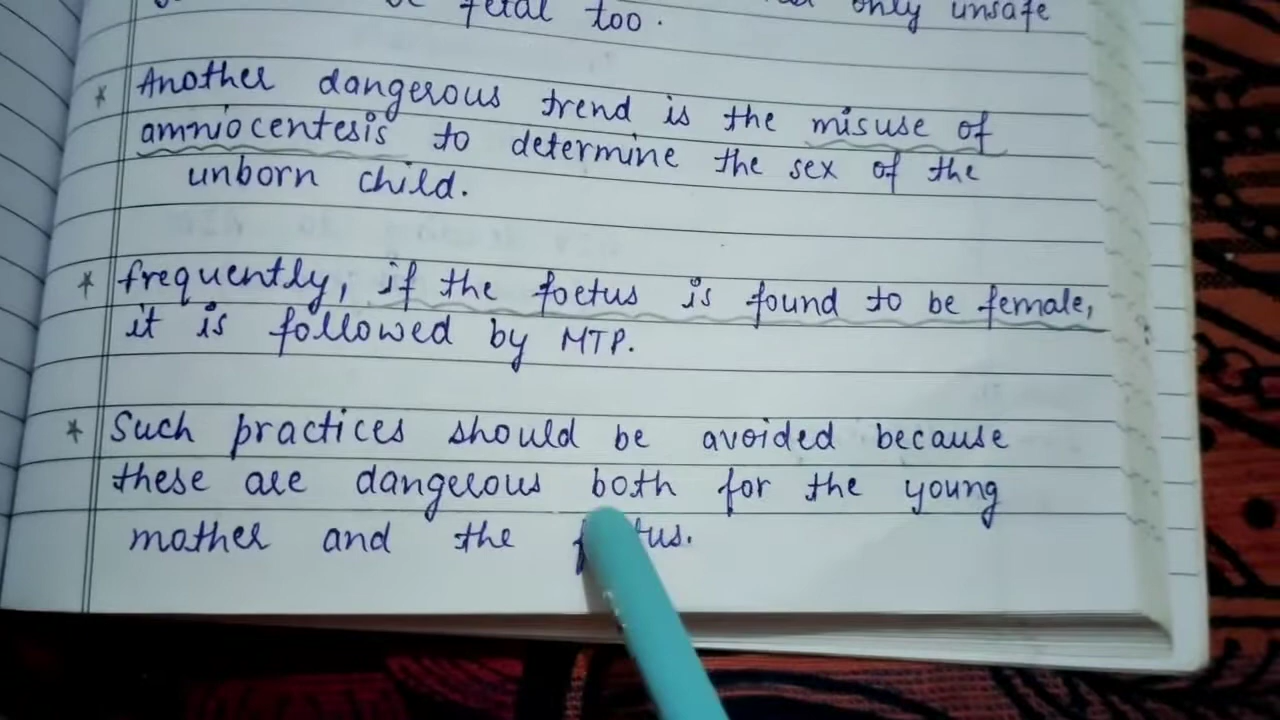 fetal too. only unsafe
* Another dangerous trend is the misuse of
amniocentesis to determine the sex of the
unborn child.
* frequently, if the foetus is found to be female,
it is followed by MTP.
* Such practices should be avoided because
these are dangerous both for the young
mother and the